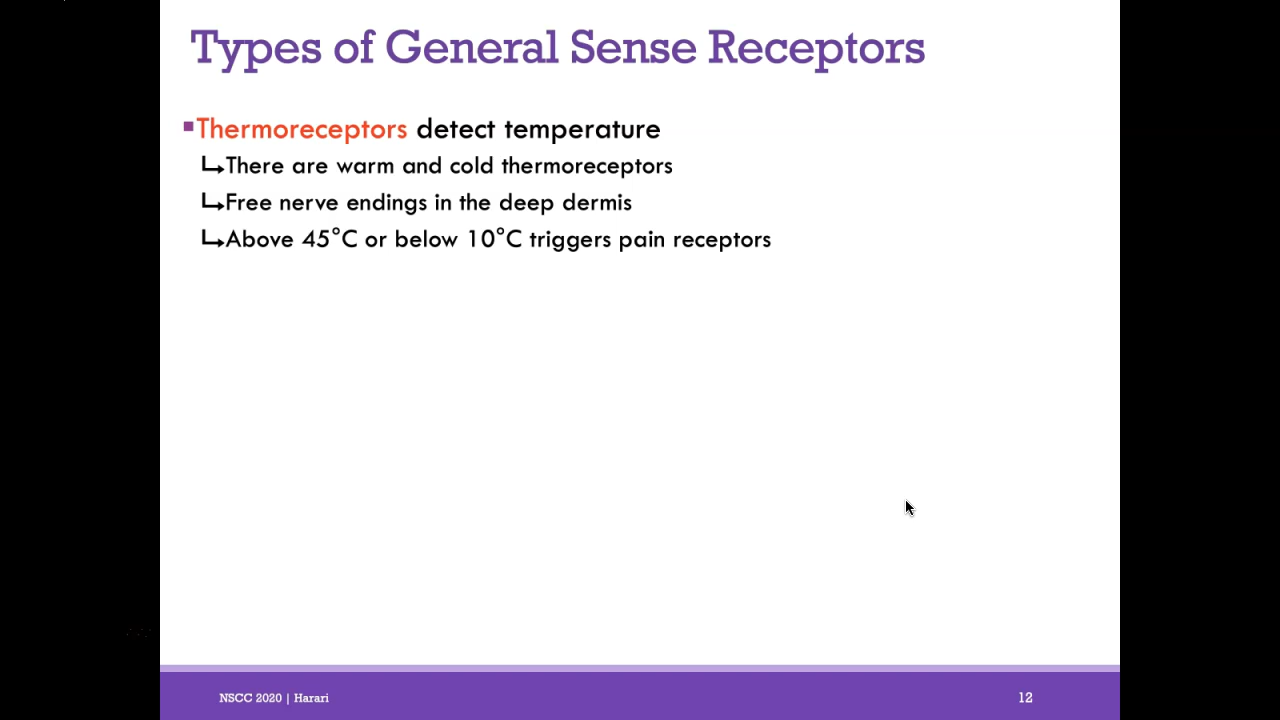 Types of General Sense Receptors
Thermoreceptors detect temperature
There are warm and cold thermoreceptors
Free nerve endings in the deep dermis
Above 45°C or below 10°C triggers pain receptors
NSCC 2020 | Harari
12